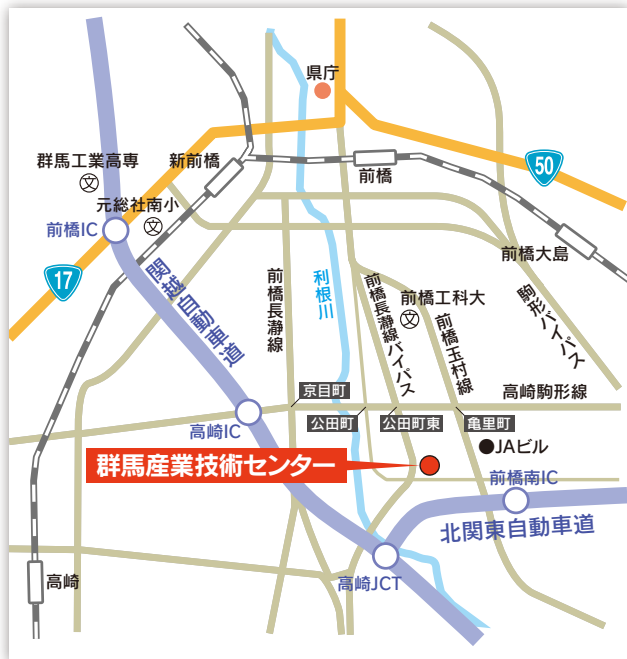 県庁
群馬工業高専
新前橋
前橋
50
元総社南小
前橋IC
前橋大島
17
関越自動車道
前橋長瀞線
利根川
前橋長瀞線バイパス
前橋工科大
前橋玉村線
駒形バイパス
京目町
高崎駒形線
高崎IC
公田町
公田町東
亀里町
JAビル
群馬産業技術センター
前橋南IC
北関東自動車道
高崎
高崎JCT
文
文
文